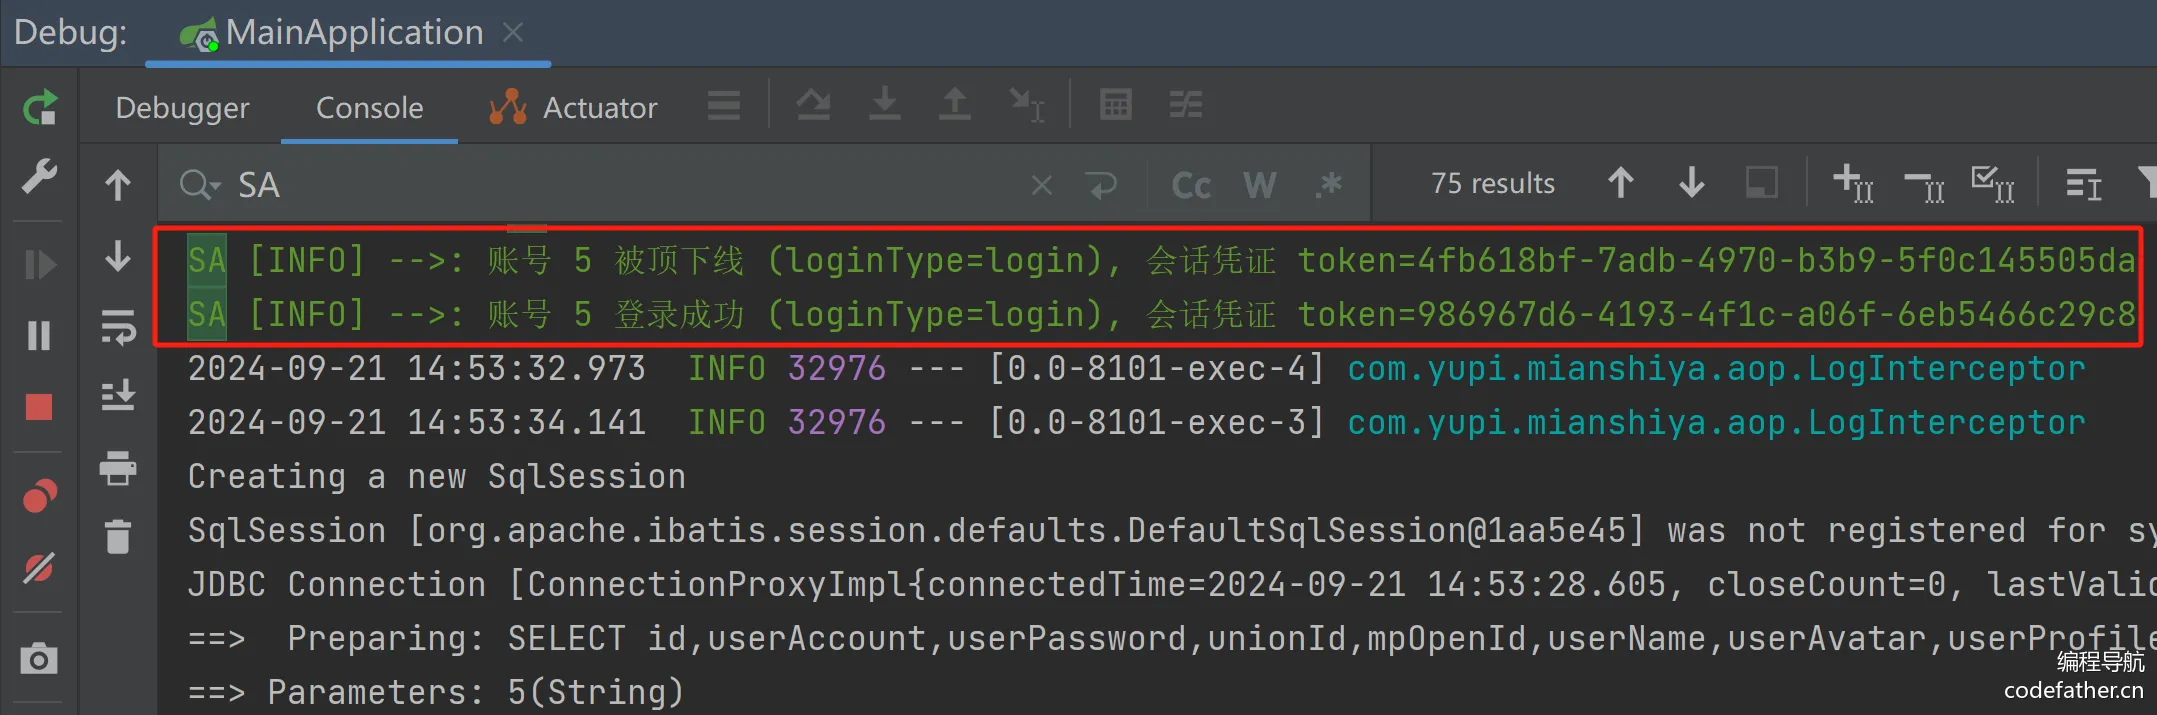 Debug: MainApplication
Debugger Console Actuator
SA Cc W .* 75 results
SA [INFO] -->: 账号 5 被顶下线 (loginType=login), 会话凭证 token=4fb618bf-7adb-4970-b3b9-5f0c145505da
SA [INFO] -->: 账号 5 登录成功 (loginType=login), 会话凭证 token=986967d6-4193-4f1c-a06f-6eb5466c29c8
2024-09-21 14:53:32.973  INFO 32976 --- [0.0-8101-exec-4] com.yupi.mianshiya.aop.LogInterceptor
2024-09-21 14:53:34.141  INFO 32976 --- [0.0-8101-exec-3] com.yupi.mianshiya.aop.LogInterceptor
Creating a new SqlSession
SqlSession [org.apache.ibatis.session.defaults.DefaultSqlSession@1aa5e45] was not registered for sy
JDBC Connection [ConnectionProxyImpl{connectedTime=2024-09-21 14:53:28.605, closeCount=0, lastValid
==>  Preparing: SELECT id,userAccount,userPassword,unionId,mpOpenId,userName,userAvatar,userProfile
==> Parameters: 5(String)
编程导航
codefather.cn